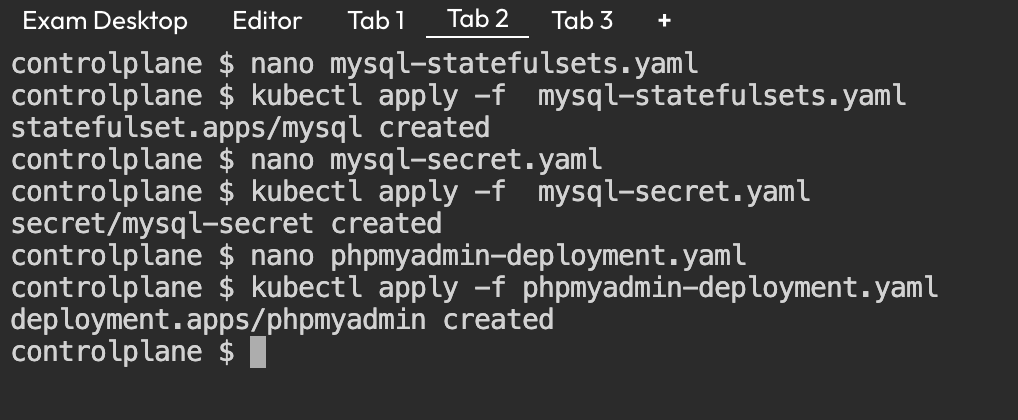 Exam Desktop Editor Tab 1 Tab 2 Tab 3 +
controlplane $ nano mysql-statefulsets.yaml
controlplane $ kubectl apply -f  mysql-statefulsets.yaml
statefulset.apps/mysql created
controlplane $ nano mysql-secret.yaml
controlplane $ kubectl apply -f  mysql-secret.yaml
secret/mysql-secret created
controlplane $ nano phpmyadmin-deployment.yaml
controlplane $ kubectl apply -f phpmyadmin-deployment.yaml
deployment.apps/phpmyadmin created
controlplane $